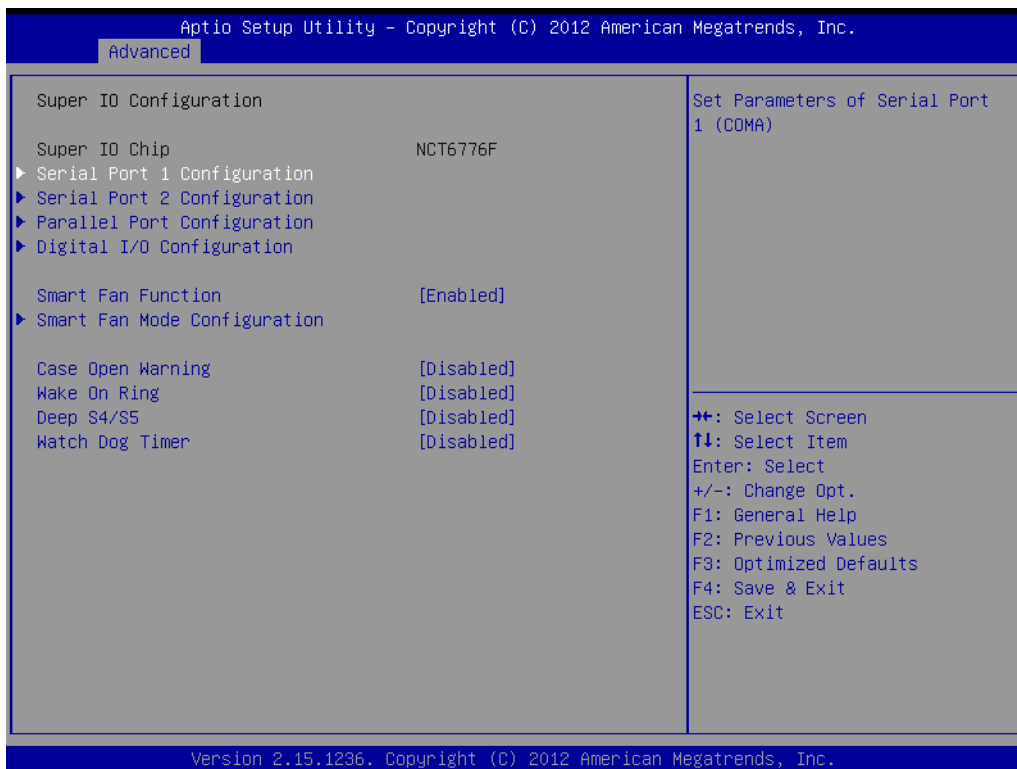 Aptio Setup Utility – Copyright (C) 2012 American Megatrends, Inc.
Advanced
Super IO Configuration
Super IO Chip NCT6776F
▶ Serial Port 1 Configuration
▶ Serial Port 2 Configuration
▶ Parallel Port Configuration
▶ Digital I/O Configuration
Smart Fan Function [Enabled]
▶ Smart Fan Mode Configuration
Case Open Warning [Disabled]
Wake On Ring [Disabled]
Deep S4/S5 [Disabled]
Watch Dog Timer [Disabled]
Set Parameters of Serial Port
1 (COMA)
→←: Select Screen
↑↓: Select Item
Enter: Select
+/-: Change Opt.
F1: General Help
F2: Previous Values
F3: Optimized Defaults
F4: Save & Exit
ESC: Exit
Version 2.15.1236. Copyright (C) 2012 American Megatrends, Inc.